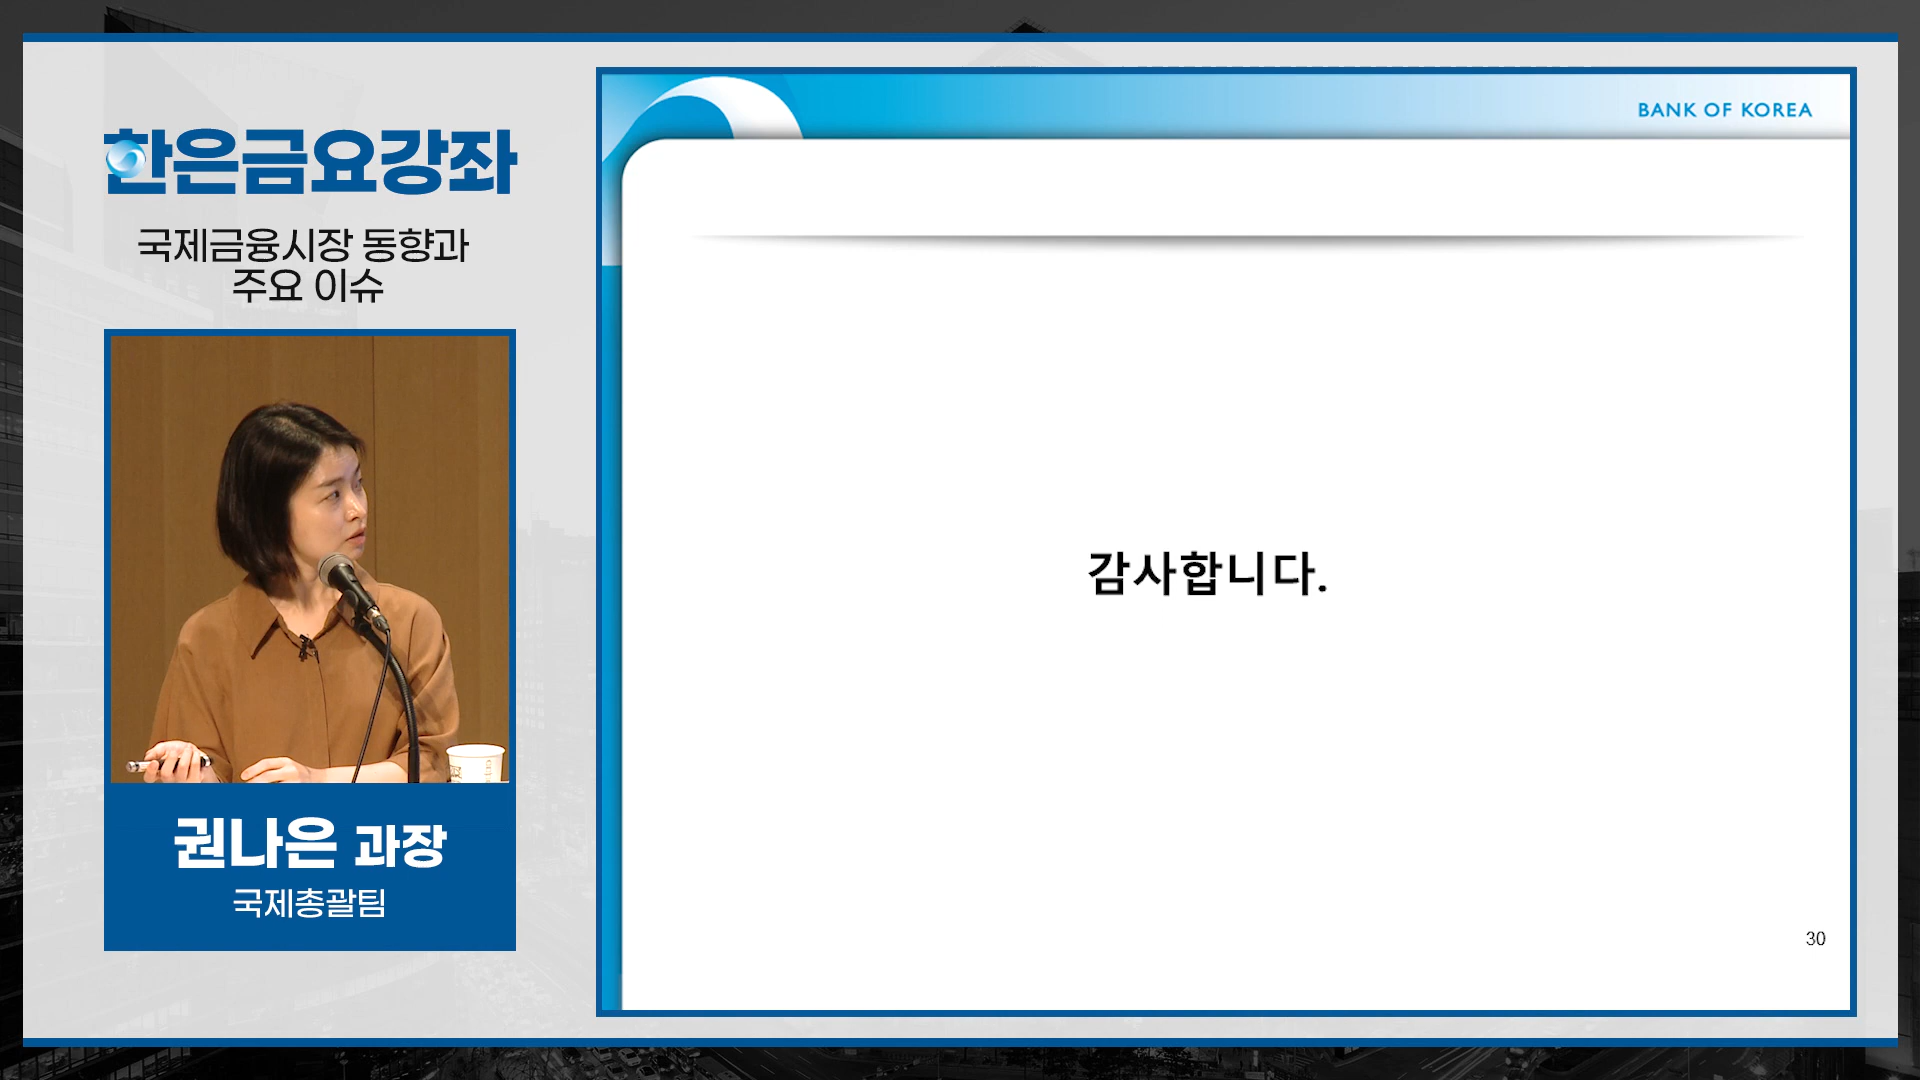 한은금요강좌
국제금융시장 동향과
주요 이슈
권나은 과장
국제총괄팀
BANK OF KOREA
감사합니다.
30